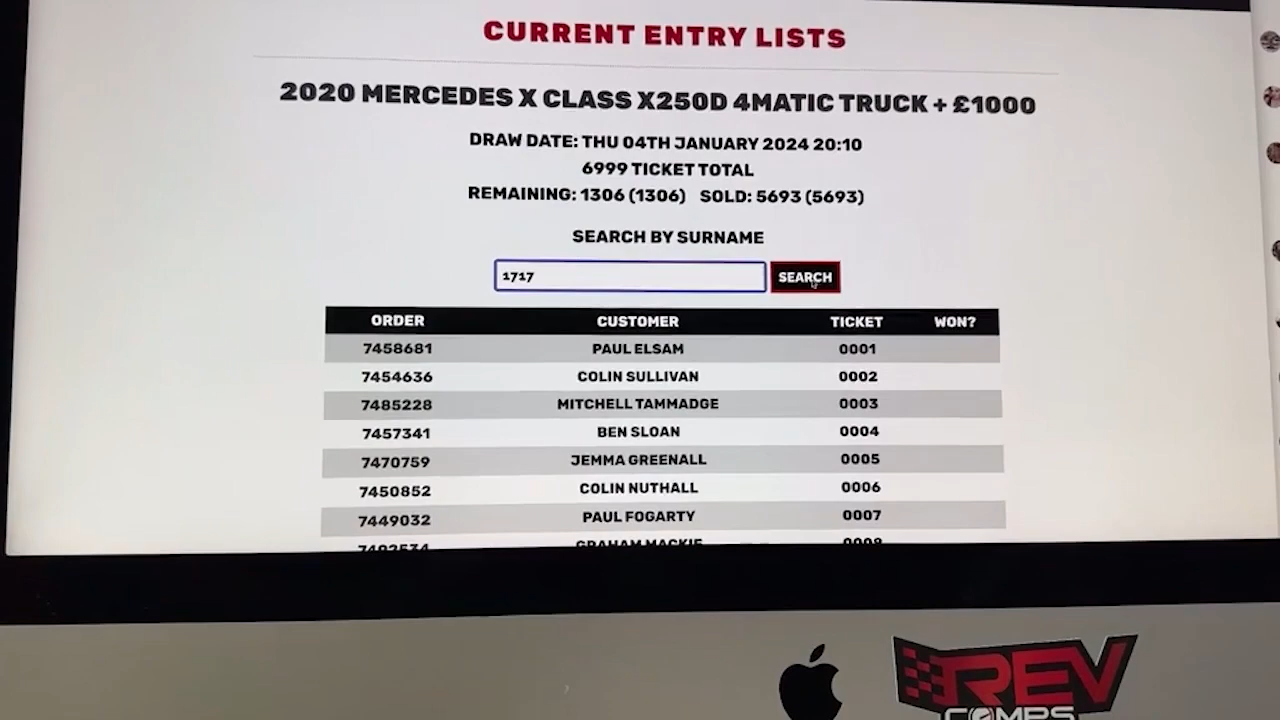 CURRENT ENTRY LISTS
2020 MERCEDES X CLASS X250D 4MATIC TRUCK + £1000
DRAW DATE: THU 04TH JANUARY 2024 20:10
6999 TICKET TOTAL
REMAINING: 1306 (1306) SOLD: 5693 (5693)
SEARCH BY SURNAME
1717 SEARCH
ORDER CUSTOMER TICKET WON?
7458681 PAUL ELSAM 0001
7454636 COLIN SULLIVAN 0002
7485228 MITCHELL TAMMADGE 0003
7457341 BEN SLOAN 0004
7470759 JEMMA GREENALL 0005
7450852 COLIN NUTHALL 0006
7449032 PAUL FOGARTY 0007
GRAHAM MACKIE
REV
COMPS